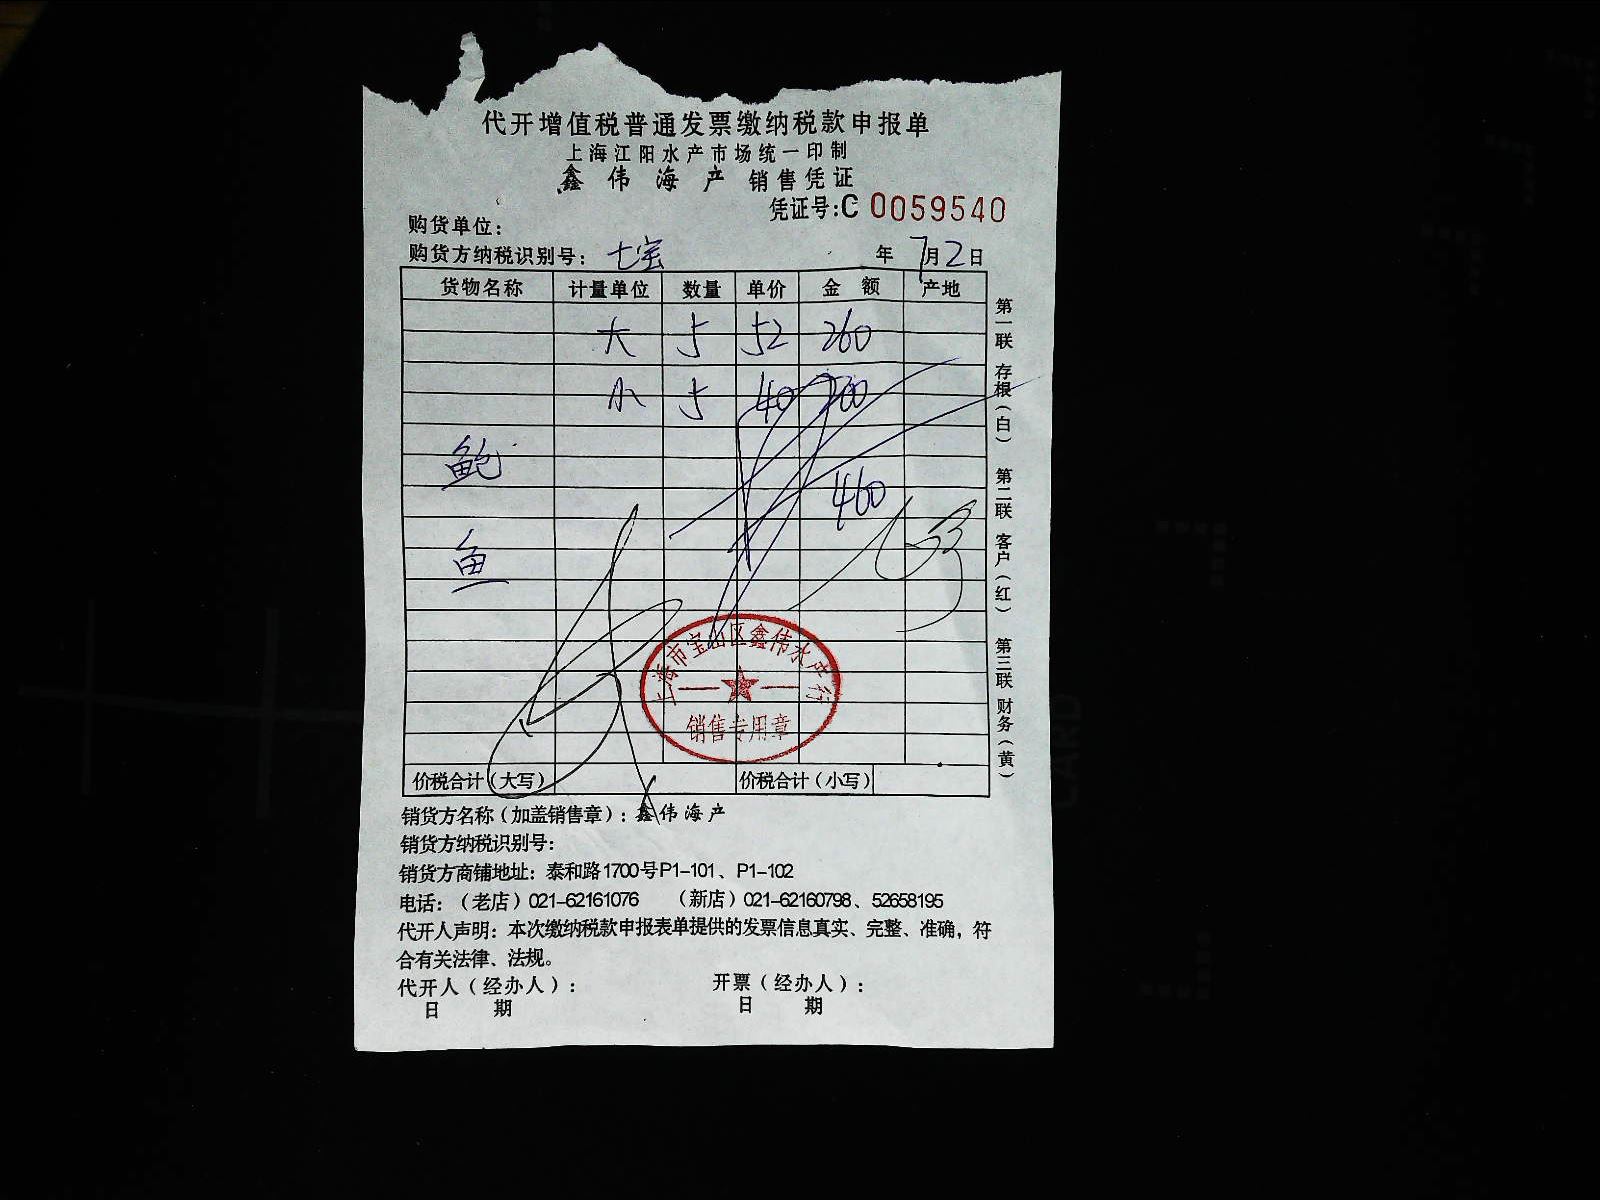 代开增值税普通发票缴纳税款申报单
上海江阳水产市场统一印制
鑫伟海产 销售凭证
凭证号:C 0059540
购货单位：
购货方纳税识别号：七宝 年7月2日
货物名称 计量单位 数量 单价 金额 产地
大 5 52 260
小 5 40 200
鲍
460
鱼
上海市宝山区鑫伟水产行
销售专用章
价税合计（大写） 价税合计（小写）
第一联 存根（白） 第二联 客户（红） 第三联 财务（黄）
销货方名称（加盖销售章）：鑫伟海产
销货方纳税识别号：
销货方商铺地址：泰和路1700号P1-101、P1-102
电话：（老店）021-62161076 （新店）021-62160798、52658195
代开人声明：本次缴纳税款申报表单提供的发票信息真实、完整、准确，符
合有关法律、法规。
代开人（经办人）： 开票（经办人）：
日 期 日 期